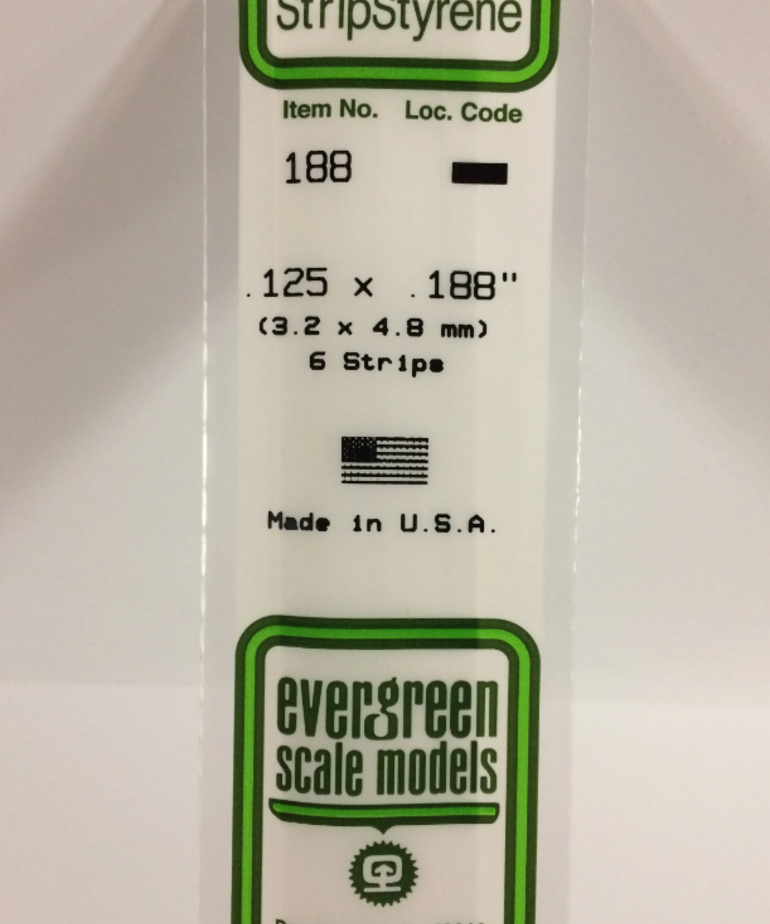 StripStyrene
Item No. Loc. Code
188
.125 x .188"
(3.2 x 4.8 mm)
6 Strips
Made in U.S.A.
evergreen
scale models